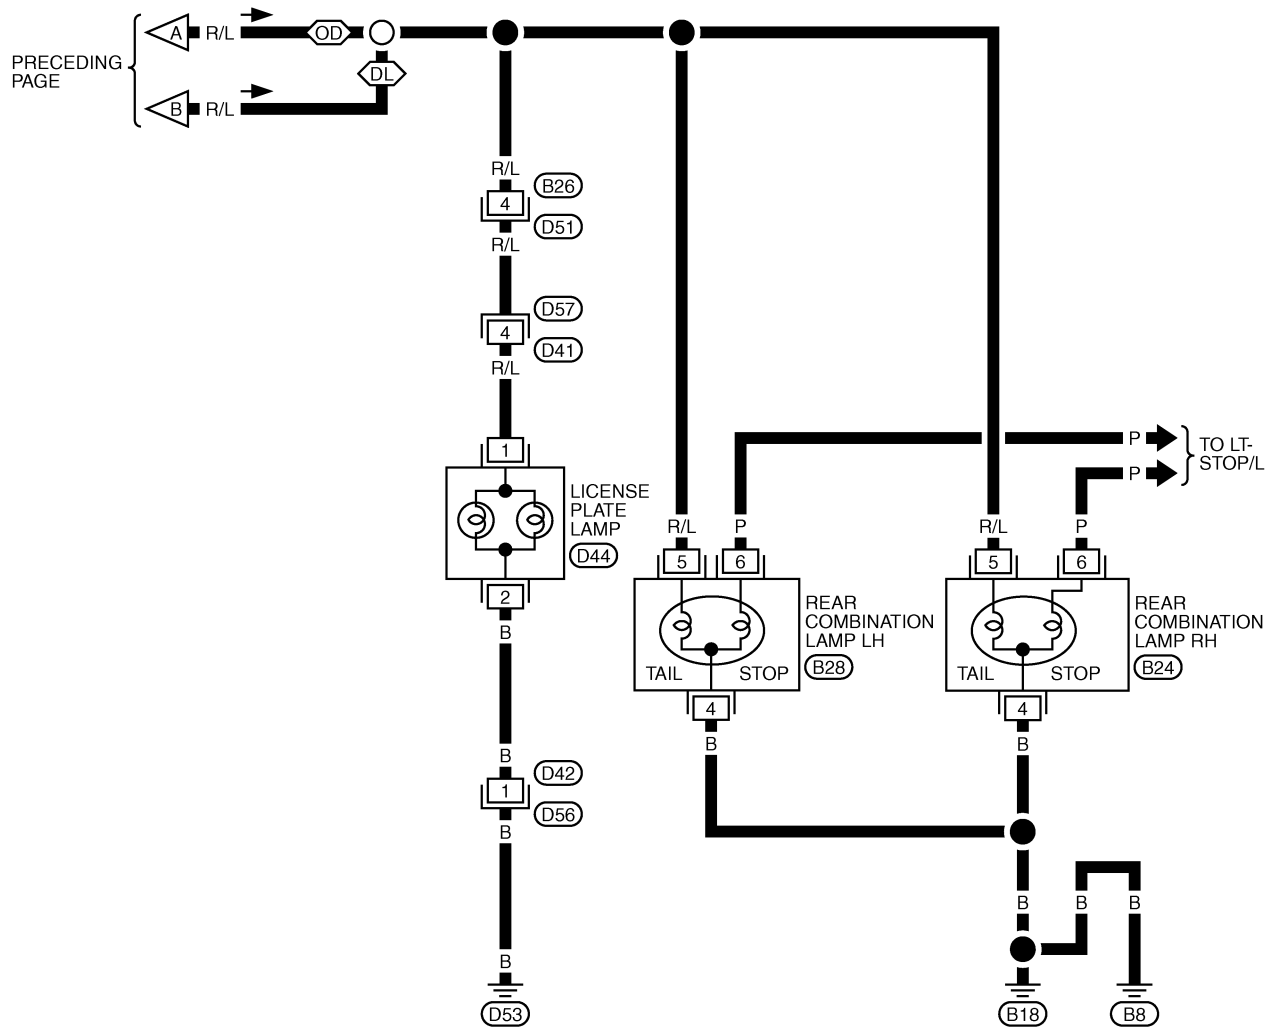 A R/L OD
PRECEDING
PAGE
DL
B R/L
R/L
B26
4
D51
R/L
D57
4
D41
R/L
P
TO LT-
STOP/L
P
1
LICENSE
PLATE
LAMP
D44
2
B
R/L P R/L P
5 6 5 6
REAR
COMBINATION
LAMP LH
B28
TAIL STOP
4
B
REAR
COMBINATION
LAMP RH
B24
TAIL STOP
4
B
B
D42
1
D56
B
B B B
B
D53 B18 B8